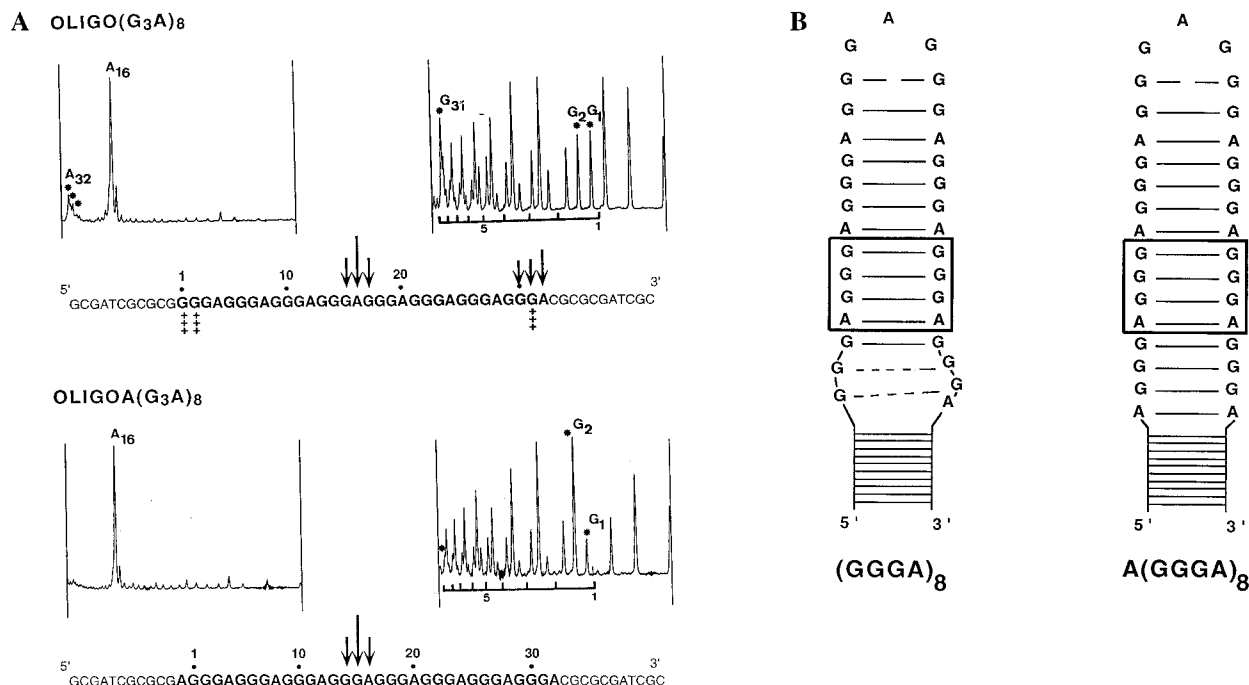 A OLIGO(G3A)8
A16
A32
* * *
* G31
G2 G1
* *
5 1
1 10 20
5' 3'
GCGATCGCGCGGGGAGGGAGGGAGGGAGGGAGGGAGGGAGGGACGCGCGATCGC
+ + +
+ + +
+ + +
OLIGOA(G3A)8
A16
* G2
* G1
*
5 1
1 10 20 30
5' 3'
GCGATCGCGCGAGGGAGGGAGGGAGGGAGGGAGGGAGGGAGGGACGCGCGATCGC
B
A
G G
G G
G G
A A
G G
G G
G G
A A
G G
G G
G G
A A
G G
G G
G G
A
5' 3'
(GGGA)8
A
G G
G G
G G
A A
G G
G G
G G
A A
G G
G G
G G
A A
G G
G G
G G
A A
5' 3'
A(GGGA)8